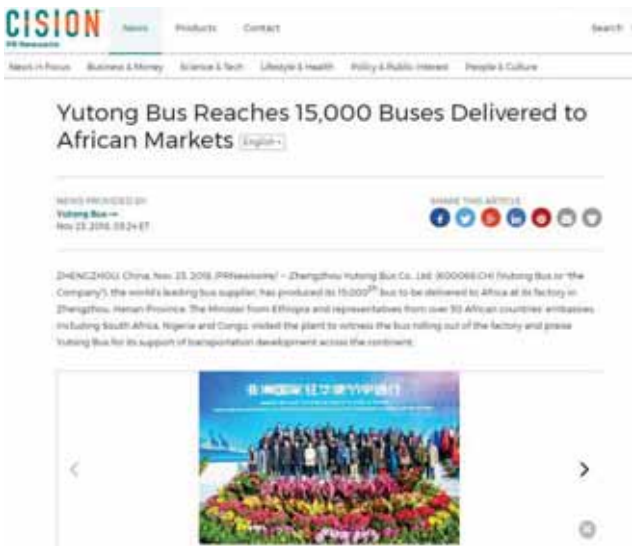 CISION
PR Newswire
News Products Contact Search
News in Focus Business & Money Science & Tech Lifestyle & Health Policy & Public Interest People & Culture
Yutong Bus Reaches 15,000 Buses Delivered to
African Markets English
NEWS PROVIDED BY
Yutong Bus →
Nov 23, 2018, 03:24 ET
SHARE THIS ARTICLE
ZHENGZHOU, China, Nov. 23, 2018 /PRNewswire/ -- Zhengzhou Yutong Bus Co., Ltd. (600066:CH) ("Yutong Bus" or "the
Company"), the world's leading bus supplier, has produced its 15,000th bus to be delivered to Africa at its factory in
Zhengzhou, Henan Province. The Minister from Ethiopia and representatives from over 30 African countries' embassies
including South Africa, Nigeria and Congo, visited the plant to witness the bus rolling out of the factory and praise
Yutong Bus for its support of transportation development across the continent.